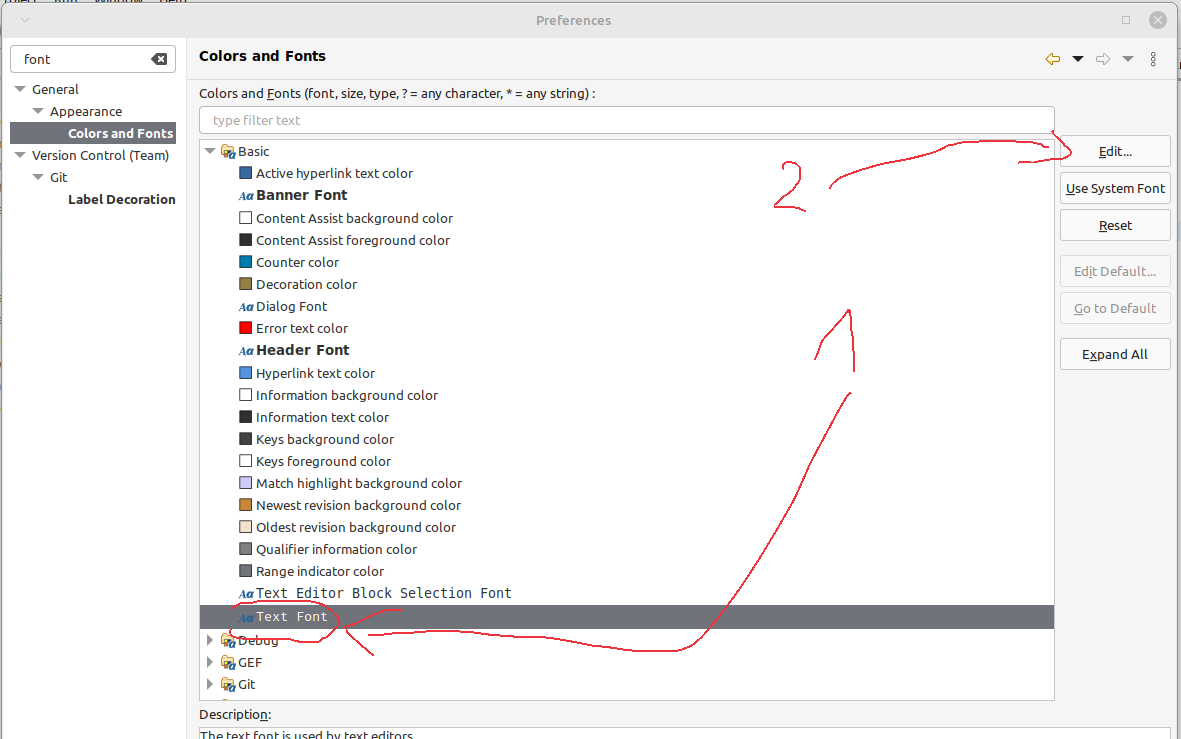 Preferences
font
General
Appearance
Colors and Fonts
Version Control (Team)
Git
Label Decoration
Colors and Fonts
Colors and Fonts (font, size, type, ? = any character, * = any string) :
type filter text
Basic
Active hyperlink text color
Banner Font
Content Assist background color
Content Assist foreground color
Counter color
Decoration color
Dialog Font
Error text color
Header Font
Hyperlink text color
Information background color
Information text color
Keys background color
Keys foreground color
Match highlight background color
Newest revision background color
Oldest revision background color
Qualifier information color
Range indicator color
Text Editor Block Selection Font
Text Font
Debug
GEF
Git
2
1
Edit...
Use System Font
Reset
Edit Default...
Go to Default
Expand All
Description:
The text font is used by text editors.